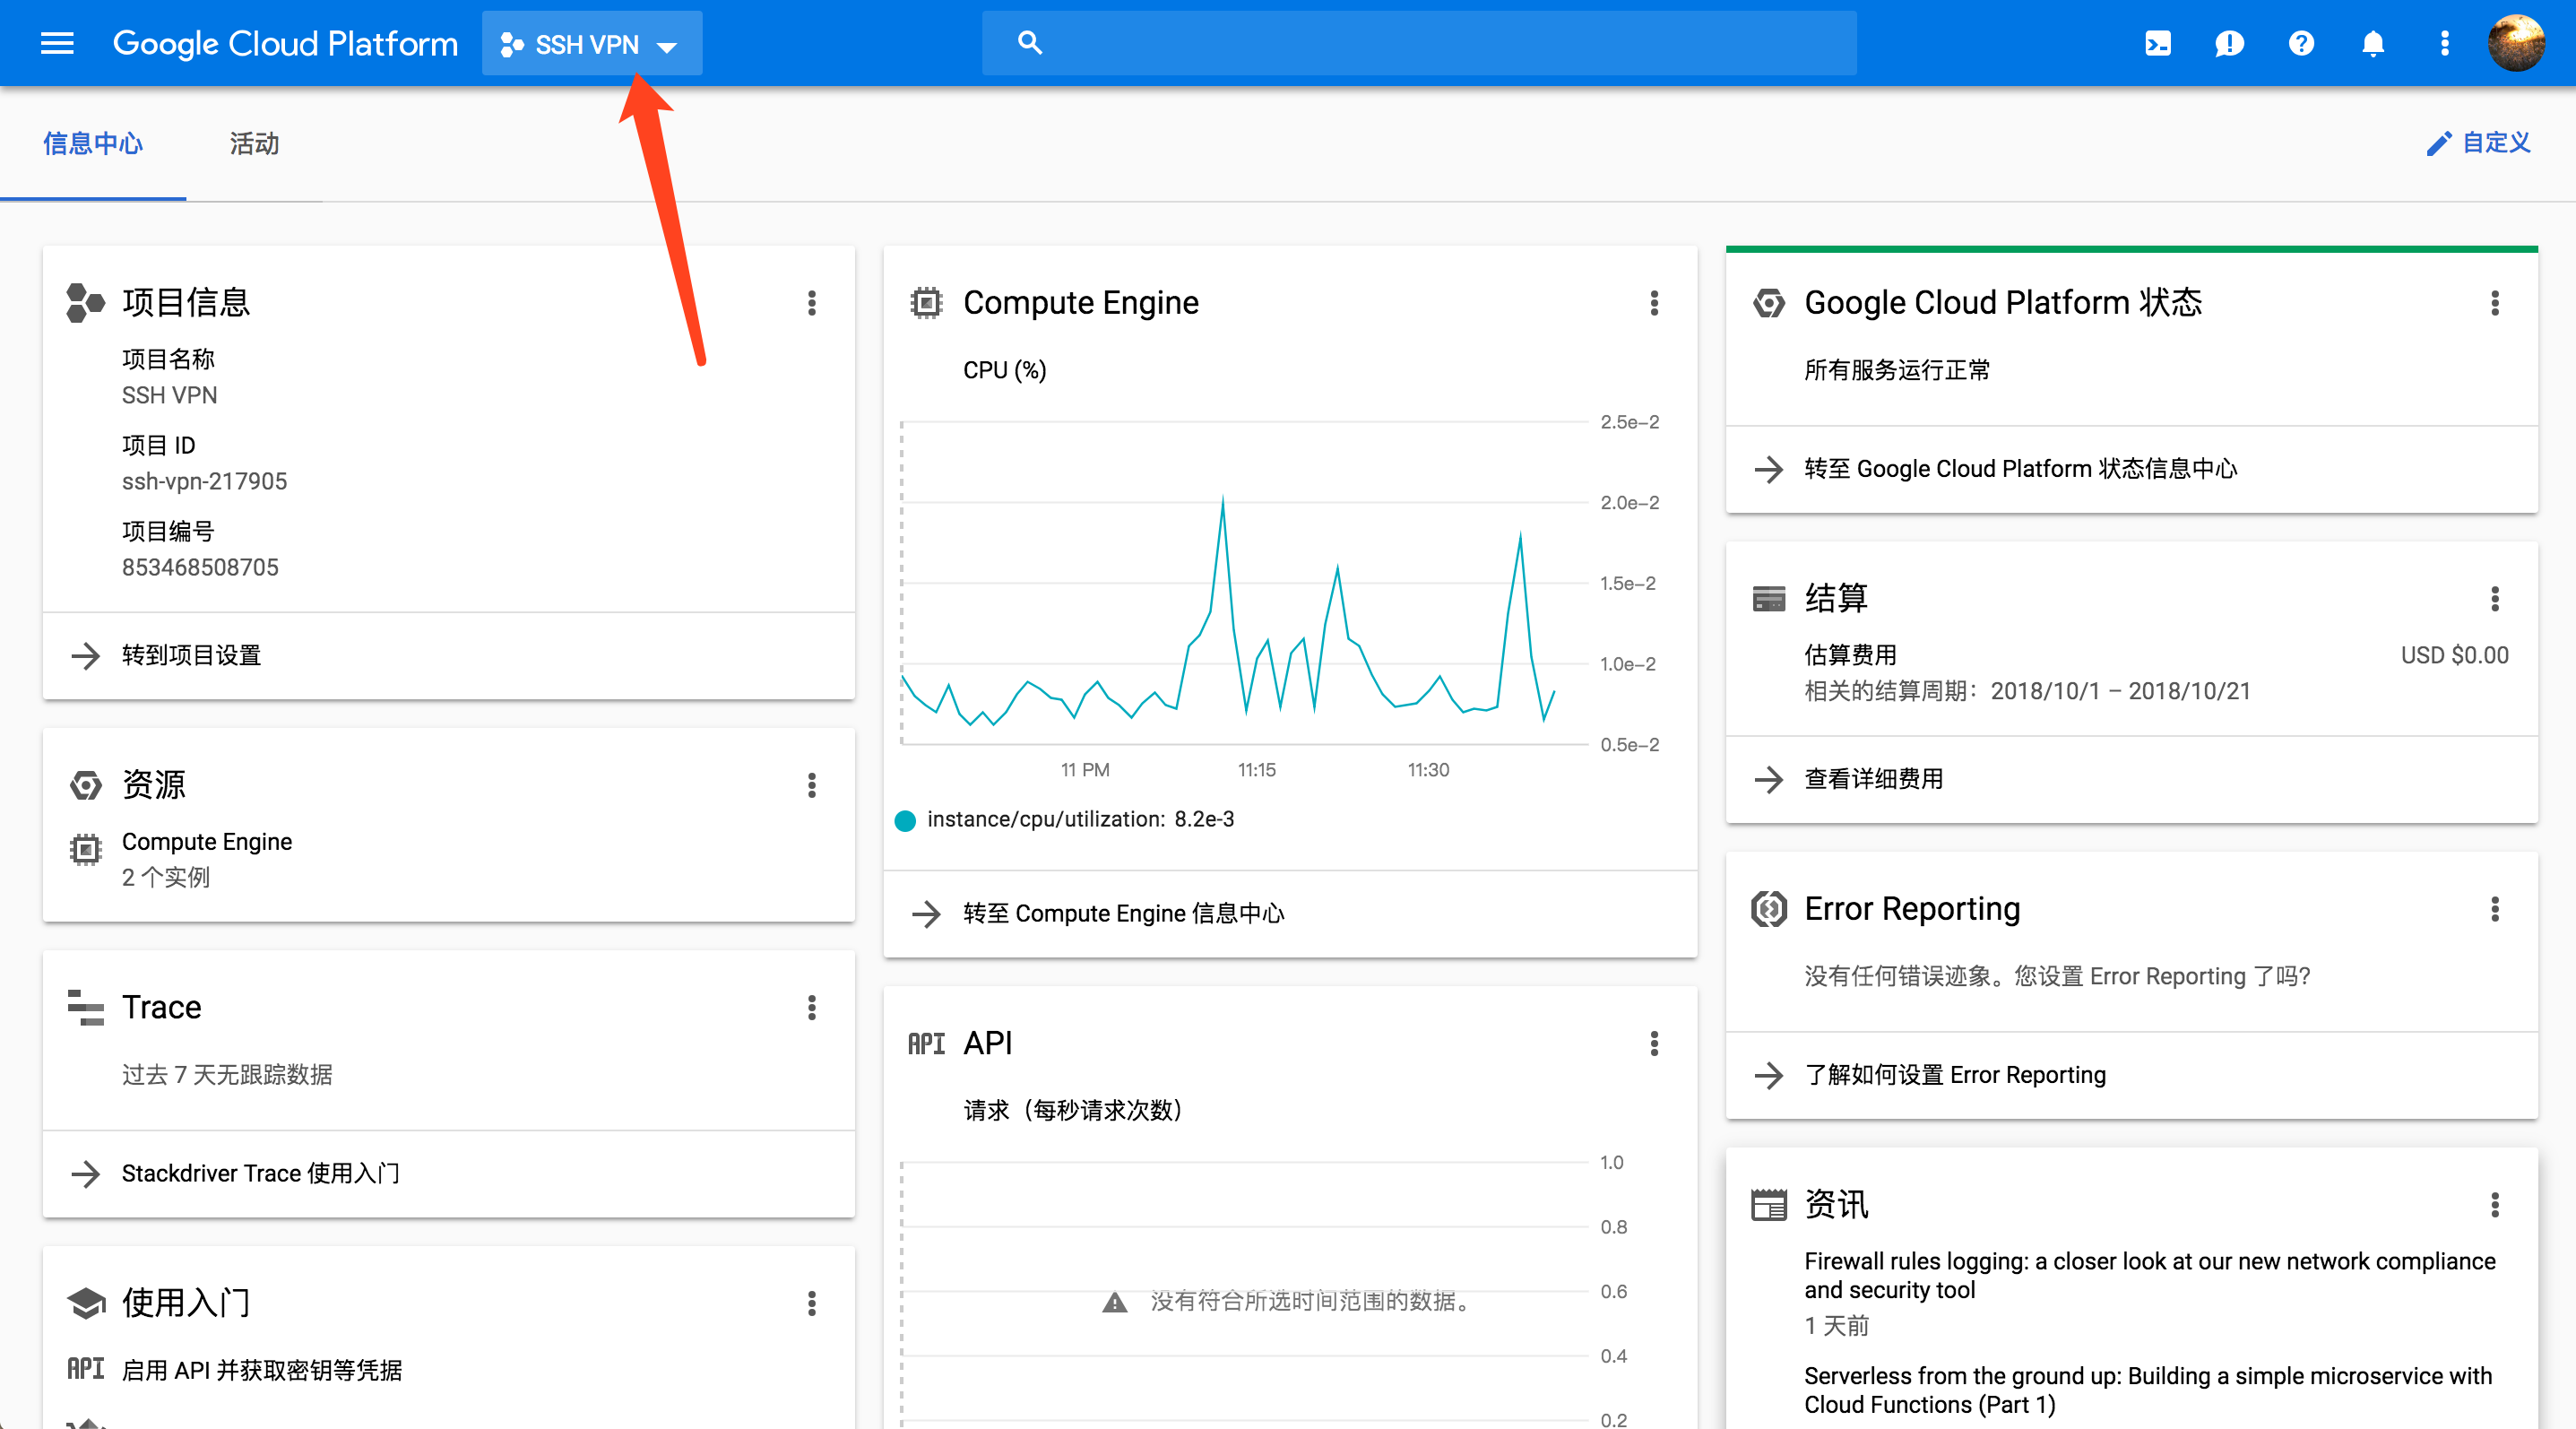 Google Cloud Platform
SSH VPN
信息中心
活动
自定义
项目信息
项目名称
SSH VPN
项目 ID
ssh-vpn-217905
项目编号
853468508705
转到项目设置
资源
Compute Engine
2 个实例
Trace
过去 7 天无跟踪数据
Stackdriver Trace 使用入门
使用入门
API
启用 API 并获取密钥等凭据
Compute Engine
CPU (%)
2.5e–2
2.0e–2
1.5e–2
1.0e–2
0.5e–2
11 PM
11:15
11:30
instance/cpu/utilization: 8.2e-3
转至 Compute Engine 信息中心
API
API
请求（每秒请求次数）
1.0
0.8
0.6
没有符合所选时间范围的数据。
0.4
0.2
Google Cloud Platform 状态
所有服务运行正常
转至 Google Cloud Platform 状态信息中心
结算
估算费用
USD $0.00
相关的结算周期：2018/10/1 – 2018/10/21
查看详细费用
Error Reporting
没有任何错误迹象。您设置 Error Reporting 了吗?
了解如何设置 Error Reporting
资讯
Firewall rules logging: a closer look at our new network compliance
and security tool
1 天前
Serverless from the ground up: Building a simple microservice with
Cloud Functions (Part 1)